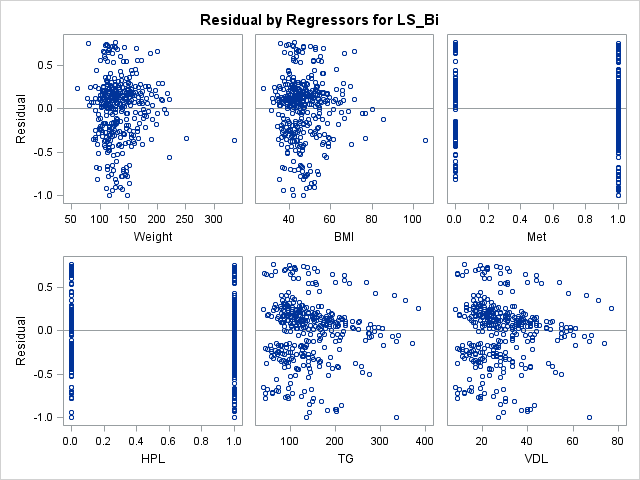 Residual by Regressors for LS_Bi
Residual
0.5
0.0
-0.5
-1.0
50 100 150 200 250 300
Weight
40 60 80 100
BMI
0.0 0.2 0.4 0.6 0.8 1.0
Met
Residual
0.5
0.0
-0.5
-1.0
0.0 0.2 0.4 0.6 0.8 1.0
HPL
100 200 300 400
TG
20 40 60 80
VDL